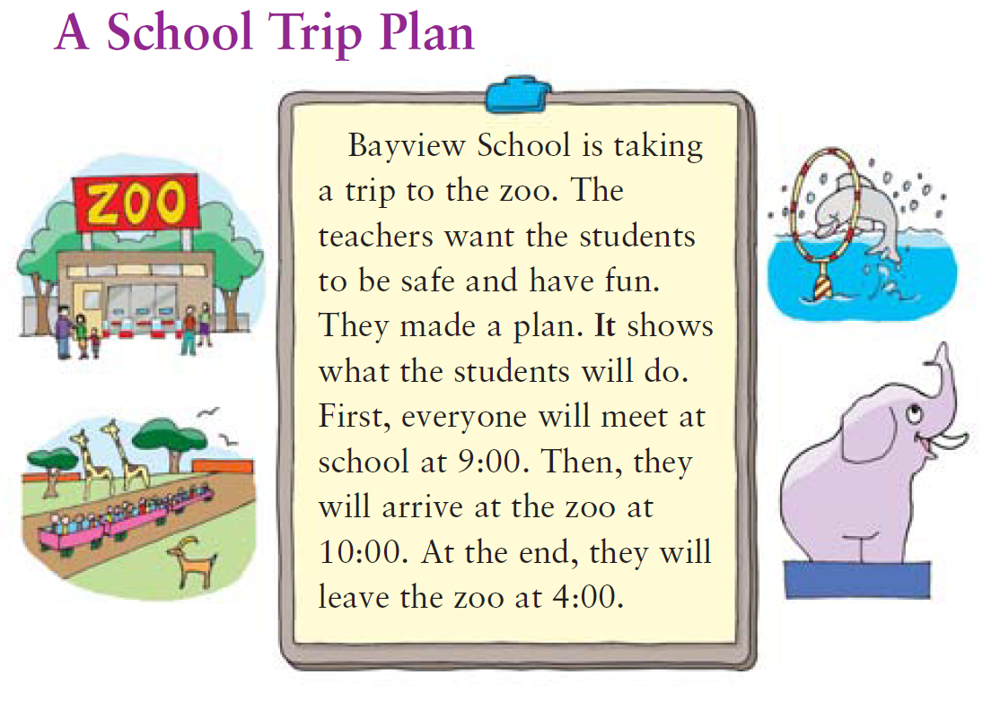 A School Trip Plan
ZOO
Bayview School is taking
a trip to the zoo. The
teachers want the students
to be safe and have fun.
They made a plan. It shows
what the students will do.
First, everyone will meet at
school at 9:00. Then, they
will arrive at the zoo at
10:00. At the end, they will
leave the zoo at 4:00.